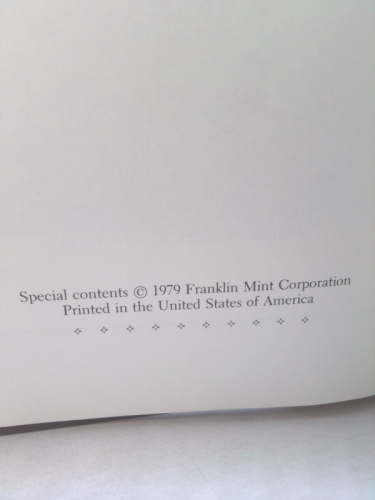 Special contents © 1979 Franklin Mint Corporation
Printed in the United States of America